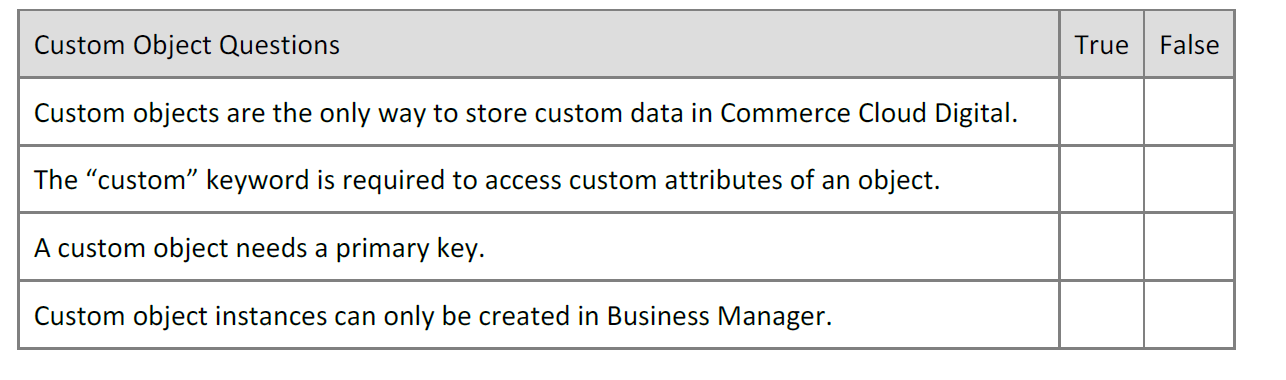 Custom Object Questions True False
Custom objects are the only way to store custom data in Commerce Cloud Digital.
The “custom” keyword is required to access custom attributes of an object.
A custom object needs a primary key.
Custom object instances can only be created in Business Manager.